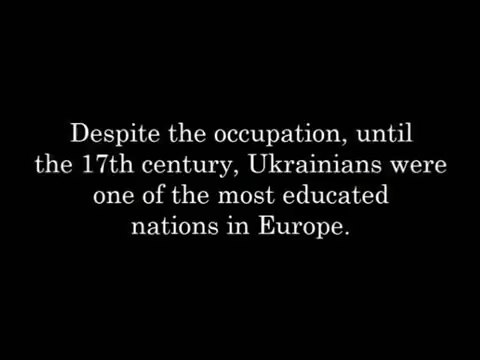 Despite the occupation, until
the 17th century, Ukrainians were
one of the most educated
nations in Europe.